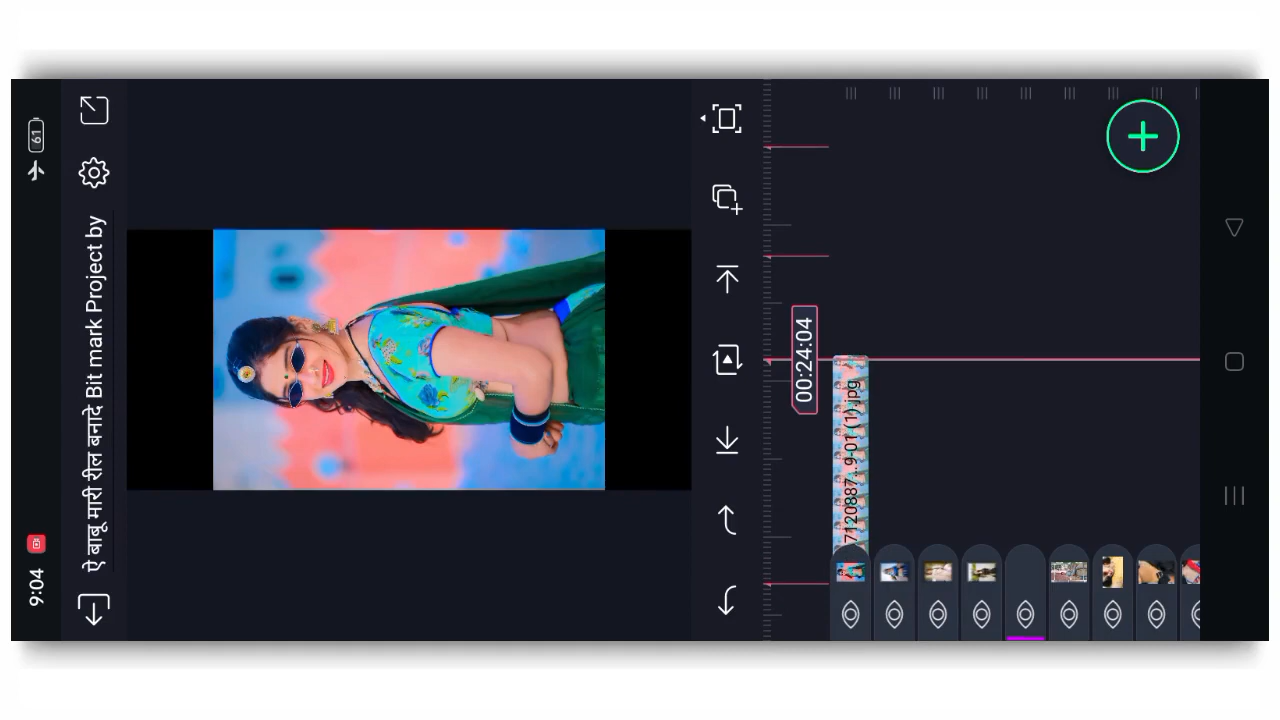 9:04
61
ऐ बाबू मारी रील बनादे Bit mark Project by
00:24:04
7120887...9-01 (1).jpg